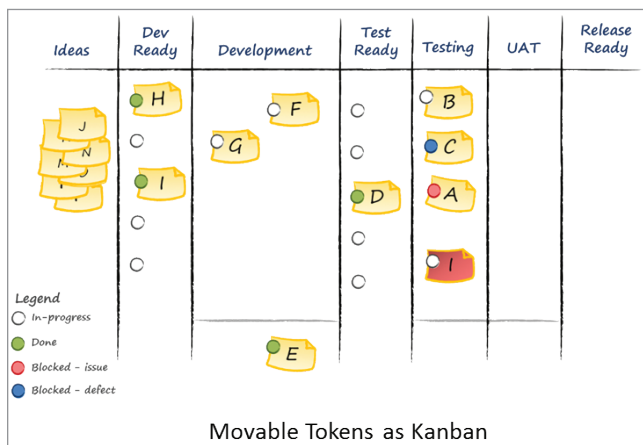 Ideas
Dev
Ready
Development
Test
Ready
Testing
UAT
Release
Ready
H
F
B
G
C
J
N
I
D
A
I
E
Legend
In-progress
Done
Blocked - issue
Blocked - defect
Movable Tokens as Kanban